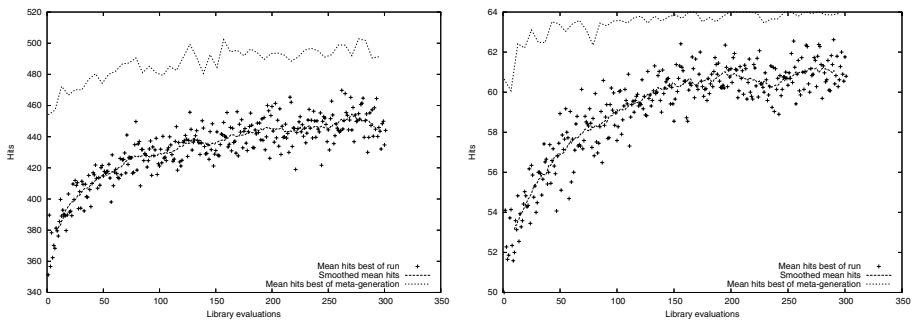 520
500
480
460
440
420
400
380
360
340
Hits
0 50 100 150 200 250 300 350
Library evaluations
Mean hits best of run
Smoothed mean hits
Mean hits best of meta-generation
64
62
60
58
56
54
52
50
Hits
0 50 100 150 200 250 300 350
Library evaluations
Mean hits best of run
Smoothed mean hits
Mean hits best of meta-generation